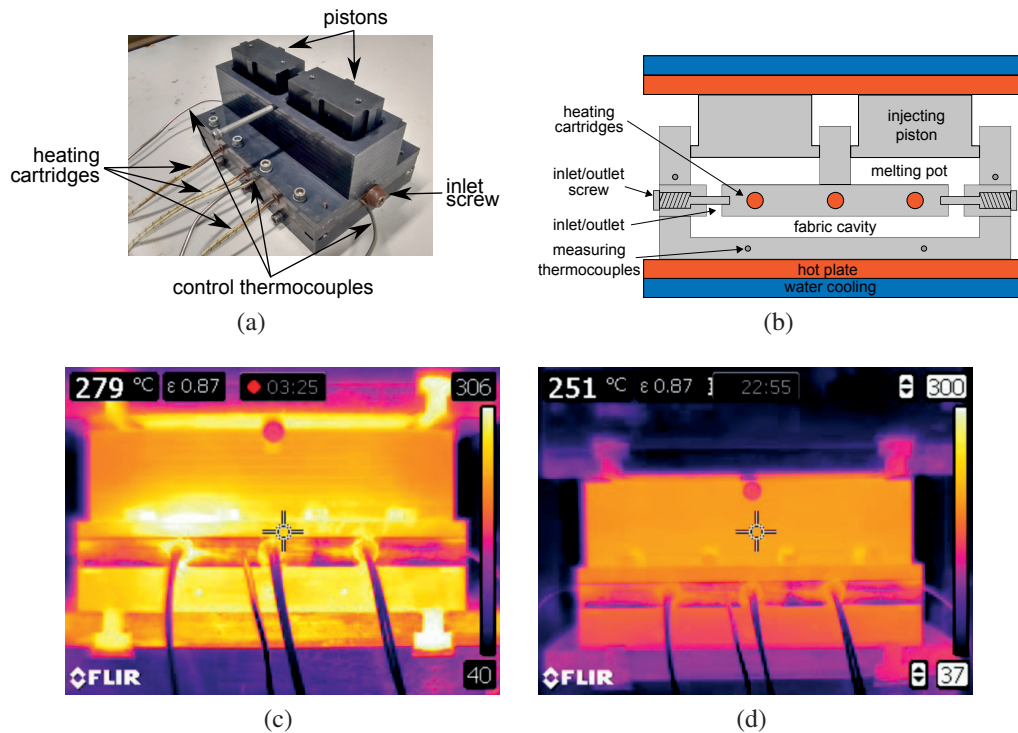 pistons
heating
cartridges
inlet
screw
control thermocouples
(a)
heating
cartridges
injecting
piston
melting pot
inlet/outlet
screw
inlet/outlet
fabric cavity
measuring
thermocouples
hot plate
water cooling
(b)
279 °C ε 0.87 03:25 306
40
FLIR
(c)
251 °C ε 0.87 22:55 300
37
FLIR
(d)